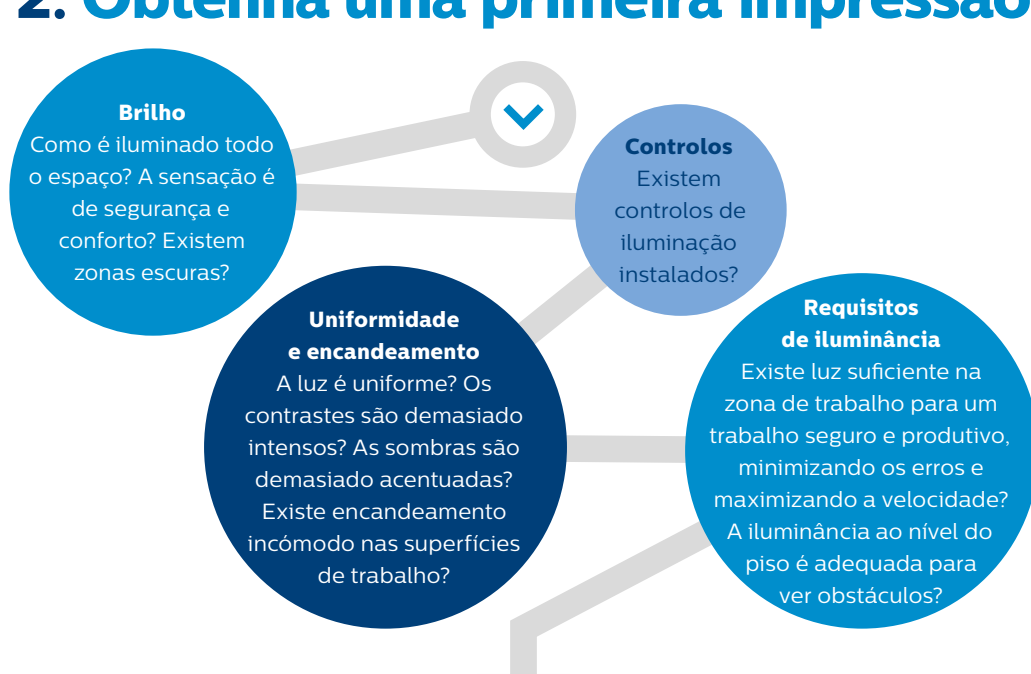 2. Obtenha uma primeira impressão
Brilho
Como é iluminado todo
o espaço? A sensação é
de segurança e
conforto? Existem
zonas escuras?
Controlos
Existem
controlos de
iluminação
instalados?
Uniformidade
e encandeamento
A luz é uniforme? Os
contrastes são demasiado
intensos? As sombras são
demasiado acentuadas?
Existe encandeamento
incómodo nas superfícies
de trabalho?
Requisitos
de iluminância
Existe luz suficiente na
zona de trabalho para um
trabalho seguro e produtivo,
minimizando os erros e
maximizando a velocidade?
A iluminância ao nível do
piso é adequada para
ver obstáculos?